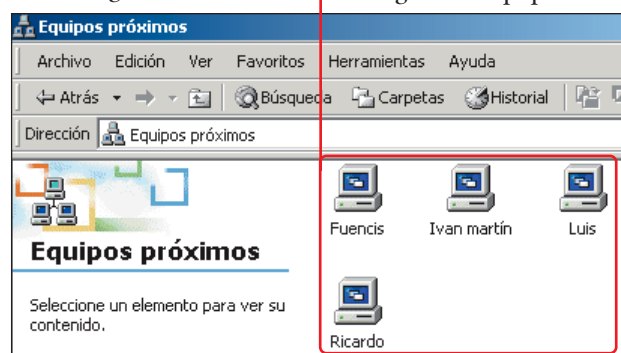 Equipos próximos
Archivo Edición Ver Favoritos Herramientas Ayuda
Atrás Búsqueda Carpetas Historial
Dirección Equipos próximos
Equipos próximos
Seleccione un elemento para ver su
contenido.
Fuencis Ivan martín Luis
Ricardo